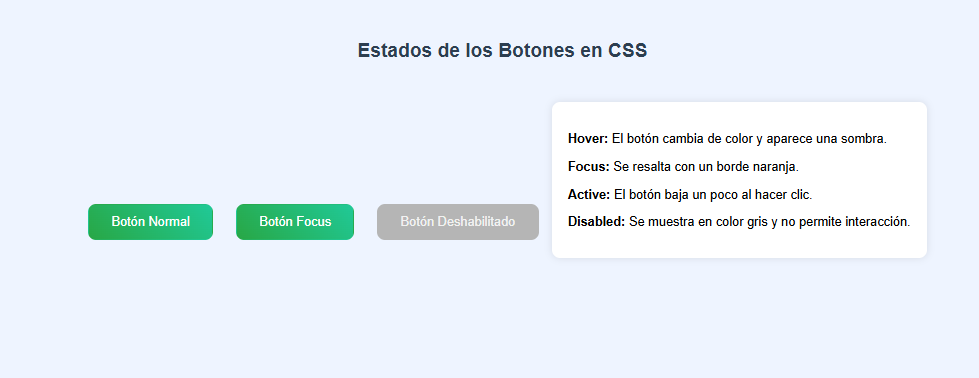 Estados de los Botones en CSS
Hover: El botón cambia de color y aparece una sombra.
Focus: Se resalta con un borde naranja.
Active: El botón baja un poco al hacer clic.
Disabled: Se muestra en color gris y no permite interacción.
Botón Normal
Botón Focus
Botón Deshabilitado